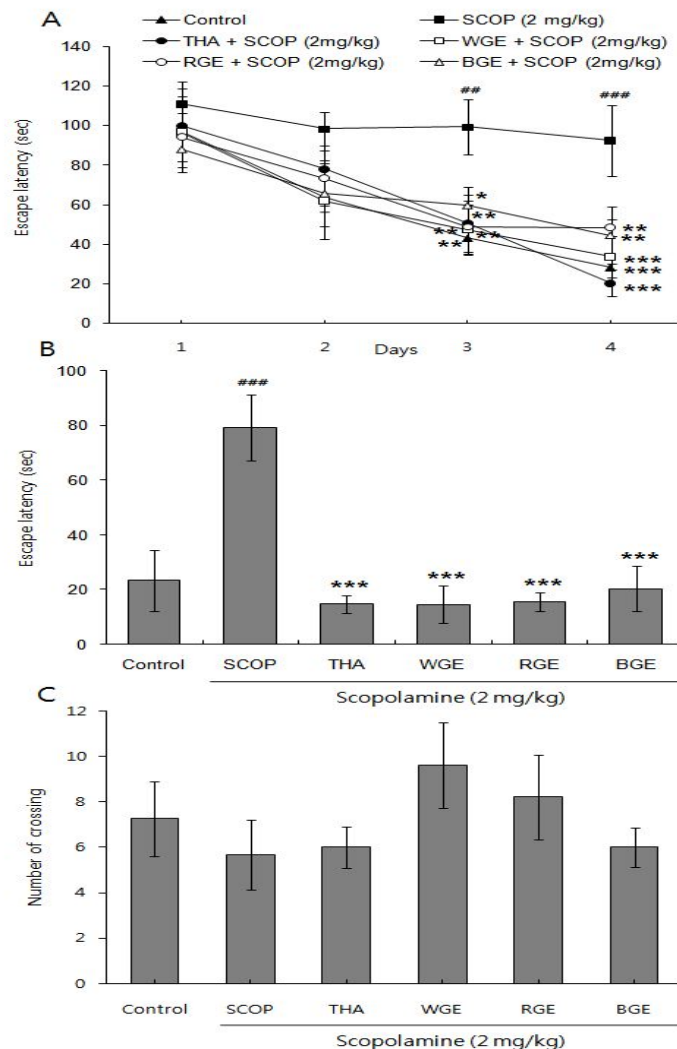 A
Control
SCOP (2 mg/kg)
THA + SCOP (2mg/kg)
WGE + SCOP (2mg/kg)
RGE + SCOP (2mg/kg)
BGE + SCOP (2mg/kg)
Escape latency (sec)
140
120
100
80
60
40
20
0
##
###
*
**
**
**
**
**
**
***
***
***
1
2
Days
3
4
B
Escape latency (sec)
100
80
60
40
20
0
###
***
***
***
***
Control
SCOP
THA
WGE
RGE
BGE
Scopolamine (2 mg/kg)
C
Number of crossing
12
10
8
6
4
2
0
Control
SCOP
THA
WGE
RGE
BGE
Scopolamine (2 mg/kg)